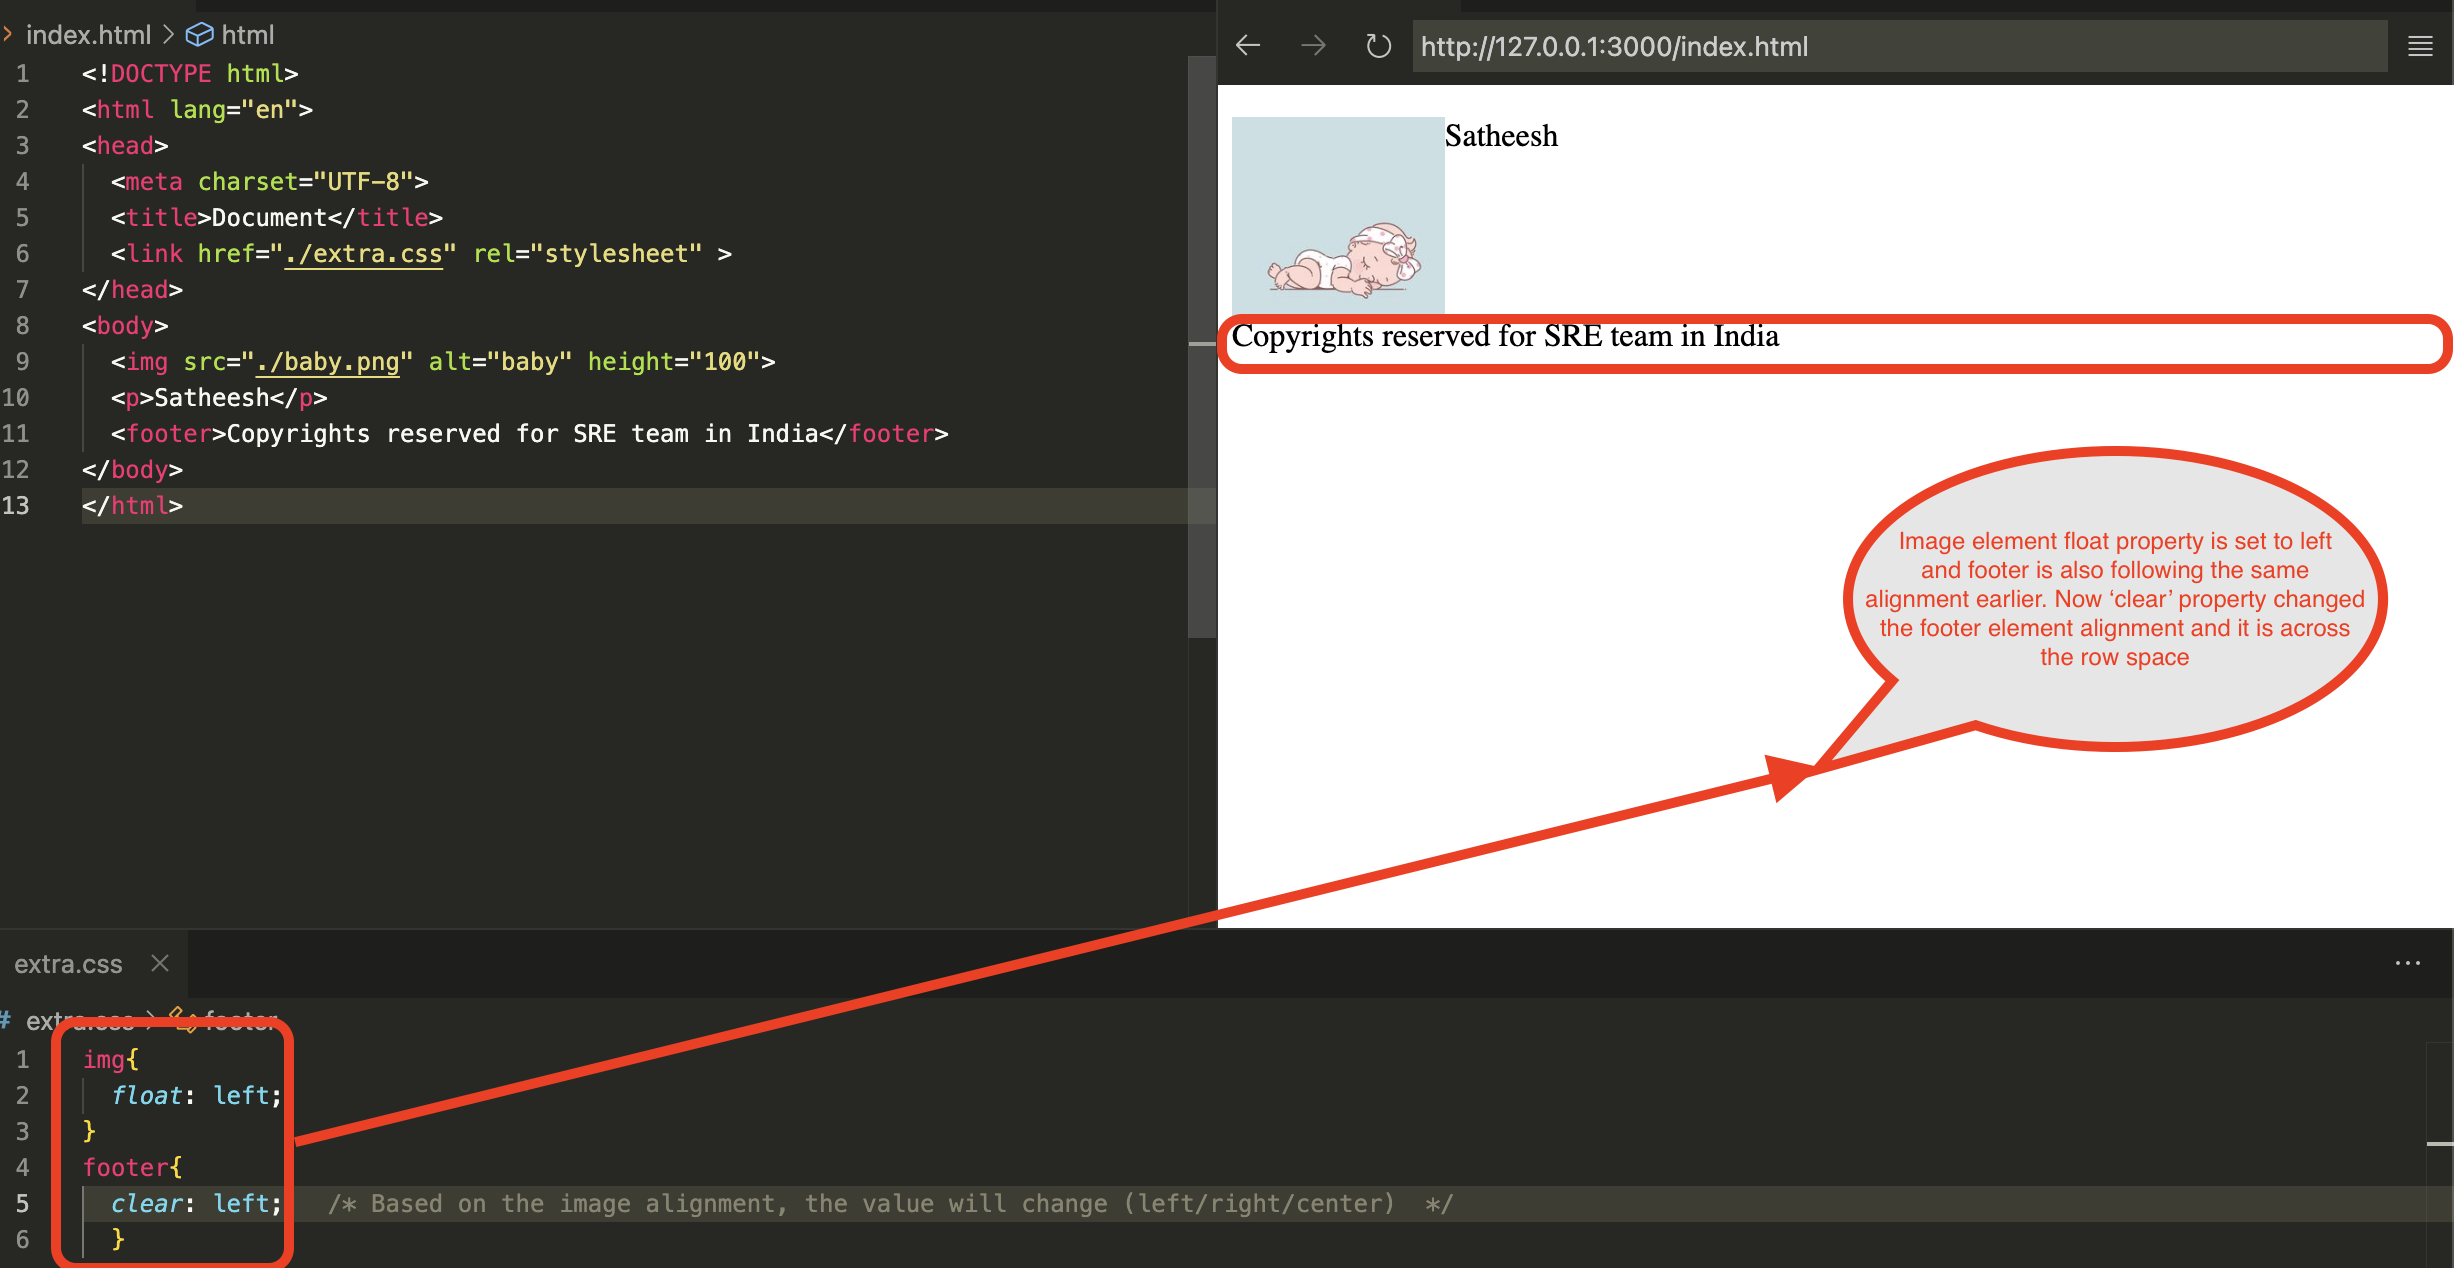 index.html > html
1 <!DOCTYPE html>
2 <html lang="en">
3 <head>
4 <meta charset="UTF-8">
5 <title>Document</title>
6 <link href="./extra.css" rel="stylesheet" >
7 </head>
8 <body>
9 <img src="./baby.png" alt="baby" height="100">
10 <p>Satheesh</p>
11 <footer>Copyrights reserved for SRE team in India</footer>
12 </body>
13 </html>
http://127.0.0.1:3000/index.html
Satheesh
Copyrights reserved for SRE team in India
Image element float property is set to left
and footer is also following the same
alignment earlier. Now ‘clear’ property changed
the footer element alignment and it is across
the row space
extra.css
# extra.css > footer
1 img{
2 float: left;
3 }
4 footer{
5 clear: left; /* Based on the image alignment, the value will change (left/right/center) */
6 }